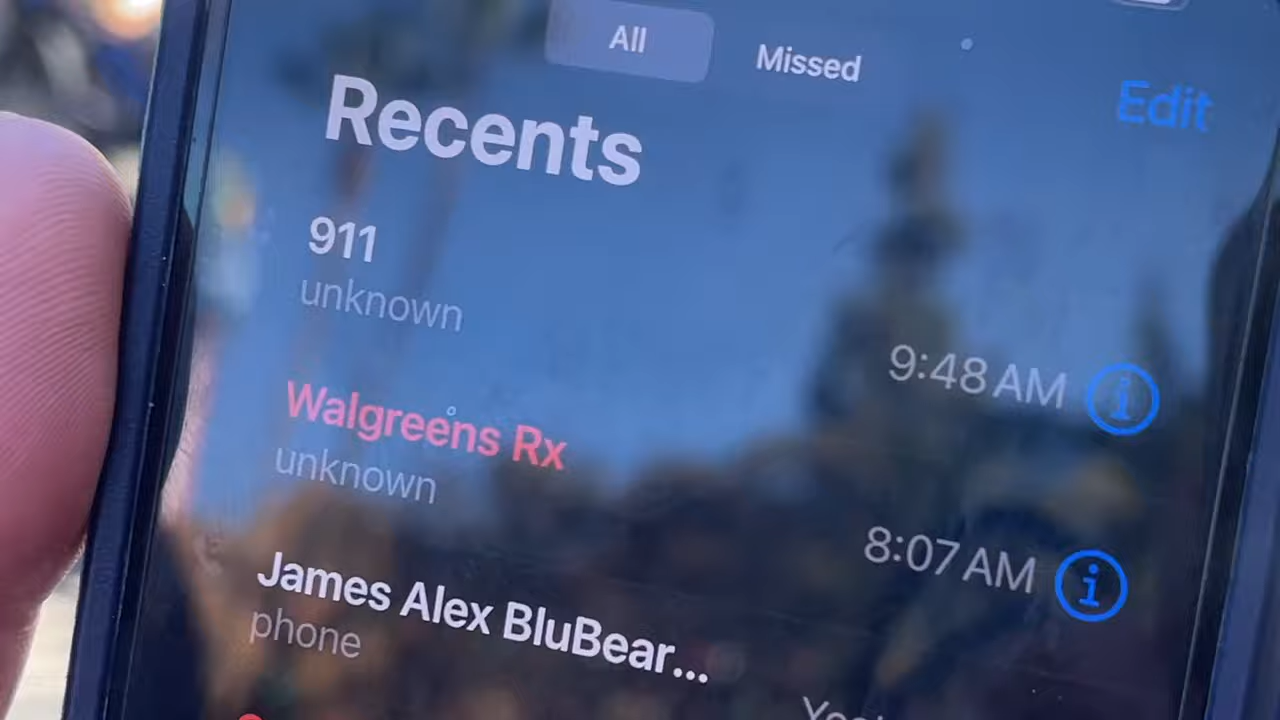 All
Missed
Edit
Recents
911
unknown
9:48 AM
Walgreens Rx
unknown
8:07 AM
James Alex BluBear...
phone